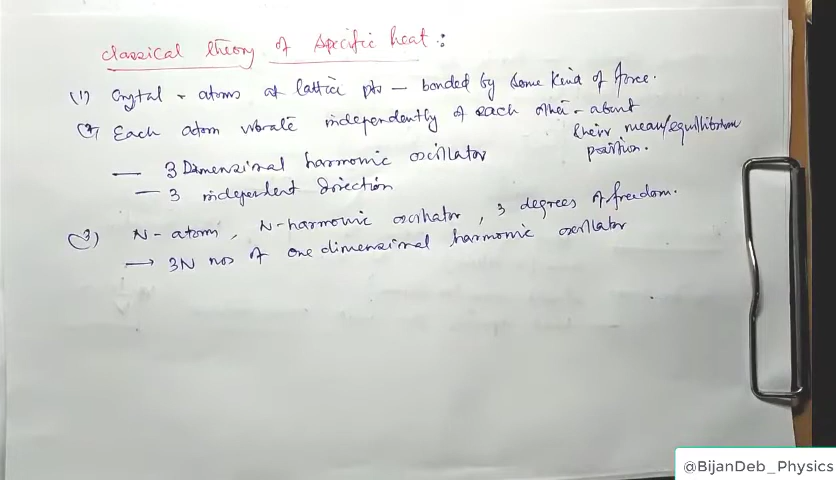 classical theory of specific heat :
(1) Crystal - atoms at lattice pts — bonded by some kind of force.
(2) Each atom vibrate independently of each other - about
their mean/equillibrium
position.
— 3 Dimensional harmonic oscillator
— 3 independent direction
(3) N - atom, N - harmonic oscillator, 3 degrees of freedom.
→ 3N nos of one dimensional harmonic oscillator
@BijanDeb_Physics